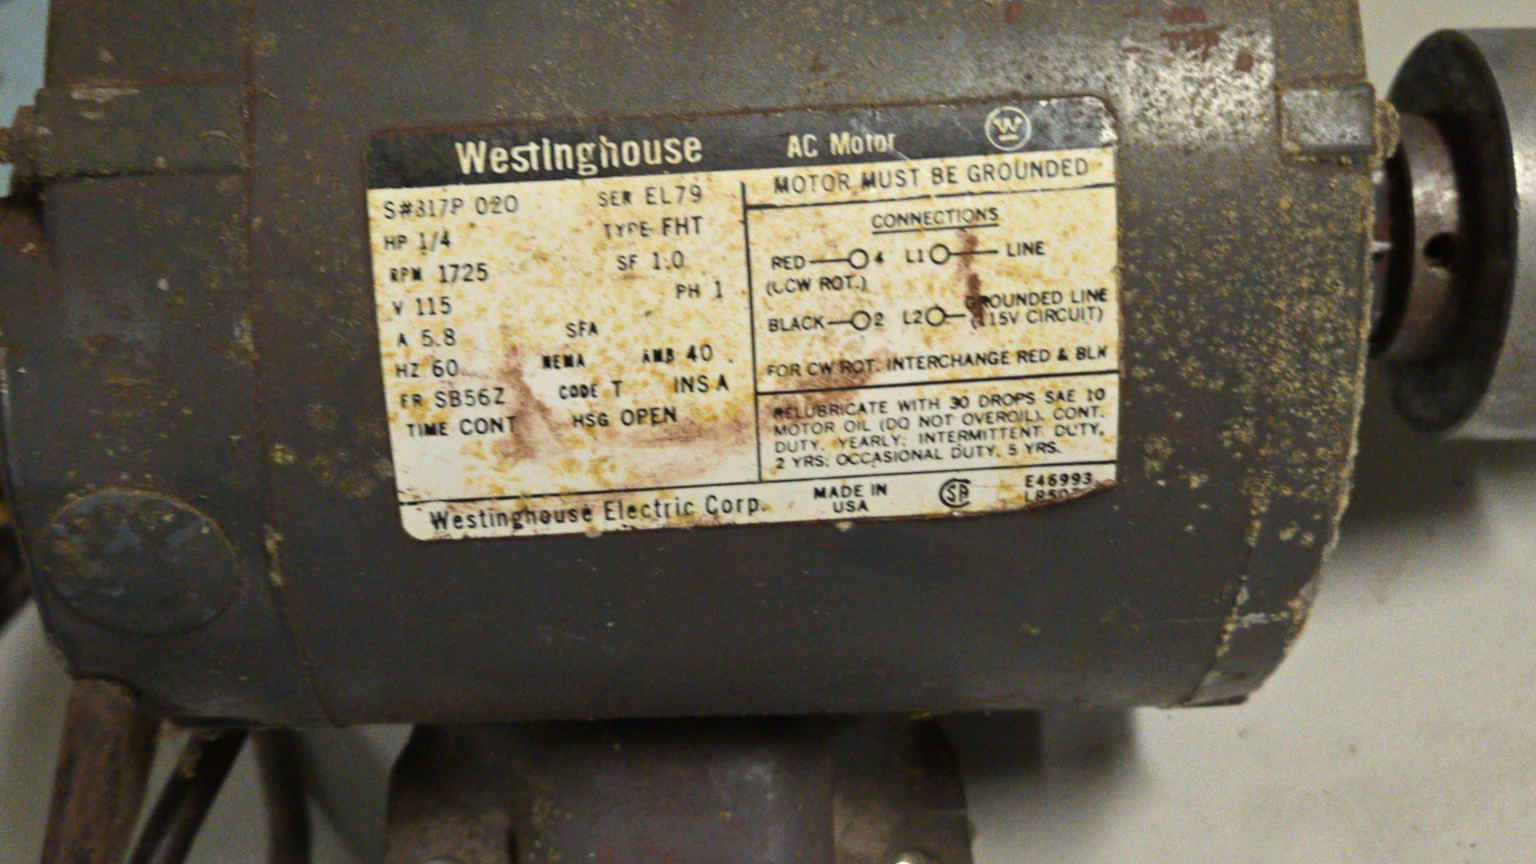 Westinghouse AC Motor W
S#317P 020 SER EL79
HP 1/4 TYPE FHT
RPM 1725 SF 1.0
V 115 PH 1
A 5.8 SFA
HZ 60 NEMA AMB 40
FR SB56Z CODE T INS A
TIME CONT HSG OPEN
MOTOR MUST BE GROUNDED
CONNECTIONS
RED 4 L1 LINE
(CCW ROT.)
BLACK 2 L2 GROUNDED LINE
(115V CIRCUIT)
FOR CW ROT. INTERCHANGE RED & BLK
RELUBRICATE WITH 30 DROPS SAE 10
MOTOR OIL (DO NOT OVEROIL). CONT.
DUTY, YEARLY; INTERMITTENT DUTY,
2 YRS; OCCASIONAL DUTY, 5 YRS.
Westinghouse Electric Corp. MADE IN
USA
SA
E46993